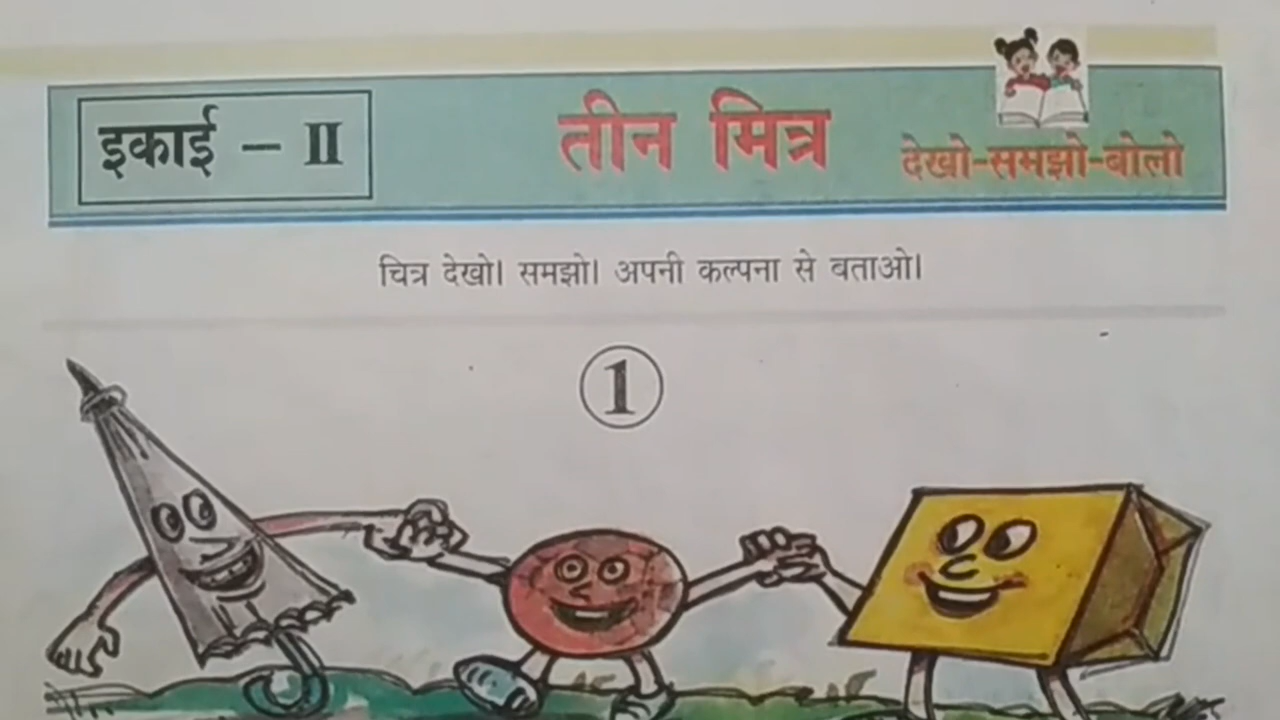 इकाई – II
तीन मित्र
देखो-समझो-बोलो
चित्र देखो। समझो। अपनी कल्पना से बताओ।
1